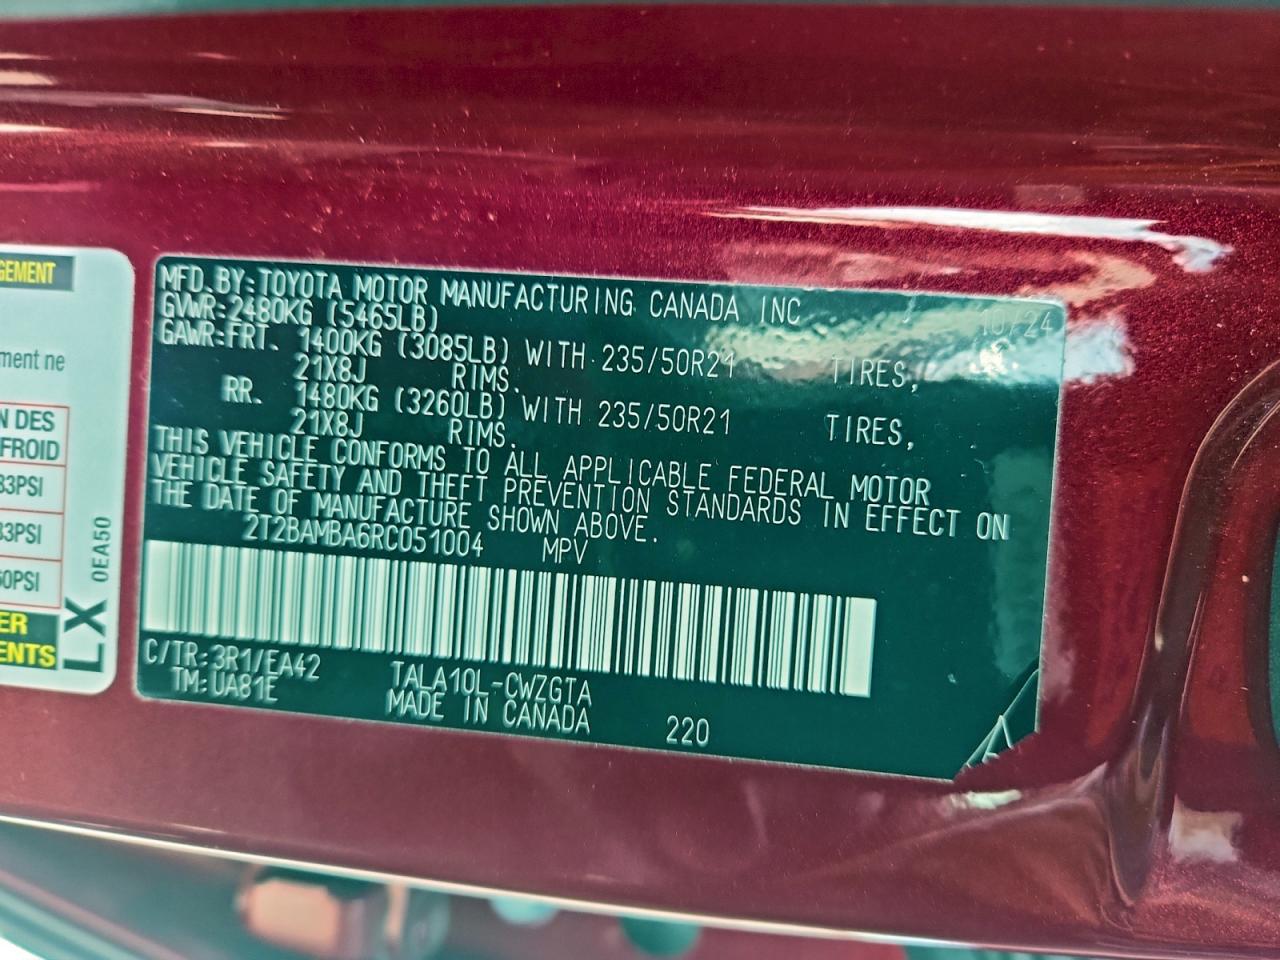 GEMENT
ment ne
N DES
FROID
33PSI
33PSI
60PSI
ER
ENTS
LX
0EA50
MFD.BY:TOYOTA MOTOR MANUFACTURING CANADA INC
10/24
GVWR:2480KG (5465LB)
GAWR:FRT. 1400KG (3085LB) WITH 235/50R21 TIRES,
21X8J RIMS.
RR. 1480KG (3260LB) WITH 235/50R21 TIRES,
21X8J RIMS.
THIS VEHICLE CONFORMS TO ALL APPLICABLE FEDERAL MOTOR
VEHICLE SAFETY AND THEFT PREVENTION STANDARDS IN EFFECT ON
THE DATE OF MANUFACTURE SHOWN ABOVE.
2T2BAMBA6RC051004 MPV
C/TR:3R1/EA42 TALA10L-CWZGTA
TM:UA81E MADE IN CANADA 220